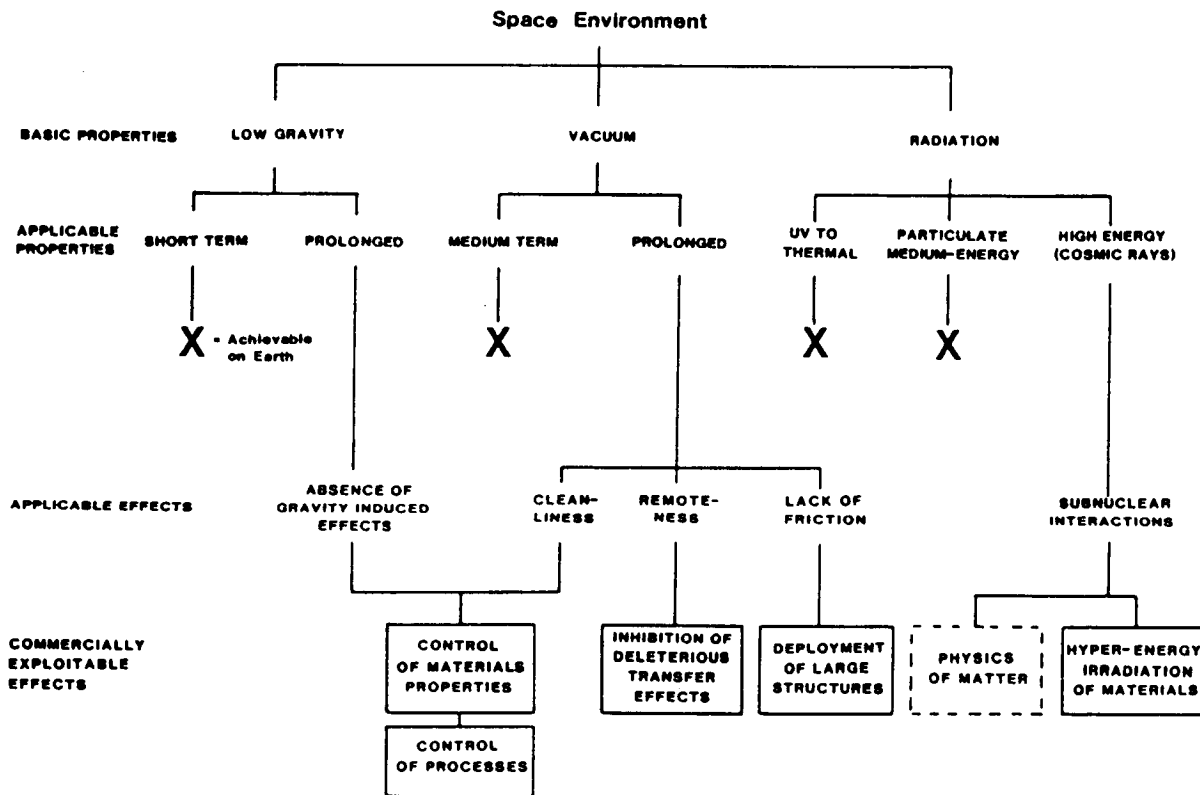 Space Environment
BASIC PROPERTIES
LOW GRAVITY
VACUUM
RADIATION
APPLICABLE
PROPERTIES
SHORT TERM
PROLONGED
MEDIUM TERM
PROLONGED
UV TO
THERMAL
PARTICULATE
MEDIUM-ENERGY
HIGH ENERGY
(COSMIC RAYS)
X
- Achievable
on Earth
X
X
X
APPLICABLE EFFECTS
ABSENCE OF
GRAVITY INDUCED
EFFECTS
CLEAN-
LINESS
REMOTE-
NESS
LACK OF
FRICTION
SUBNUCLEAR
INTERACTIONS
COMMERCIALLY
EXPLOITABLE
EFFECTS
CONTROL
OF MATERIALS
PROPERTIES
INHIBITION OF
DELETERIOUS
TRANSFER
EFFECTS
DEPLOYMENT
OF LARGE
STRUCTURES
PHYSICS
OF MATTER
HYPER-ENERGY
IRRADIATION
OF MATERIALS
CONTROL
OF PROCESSES